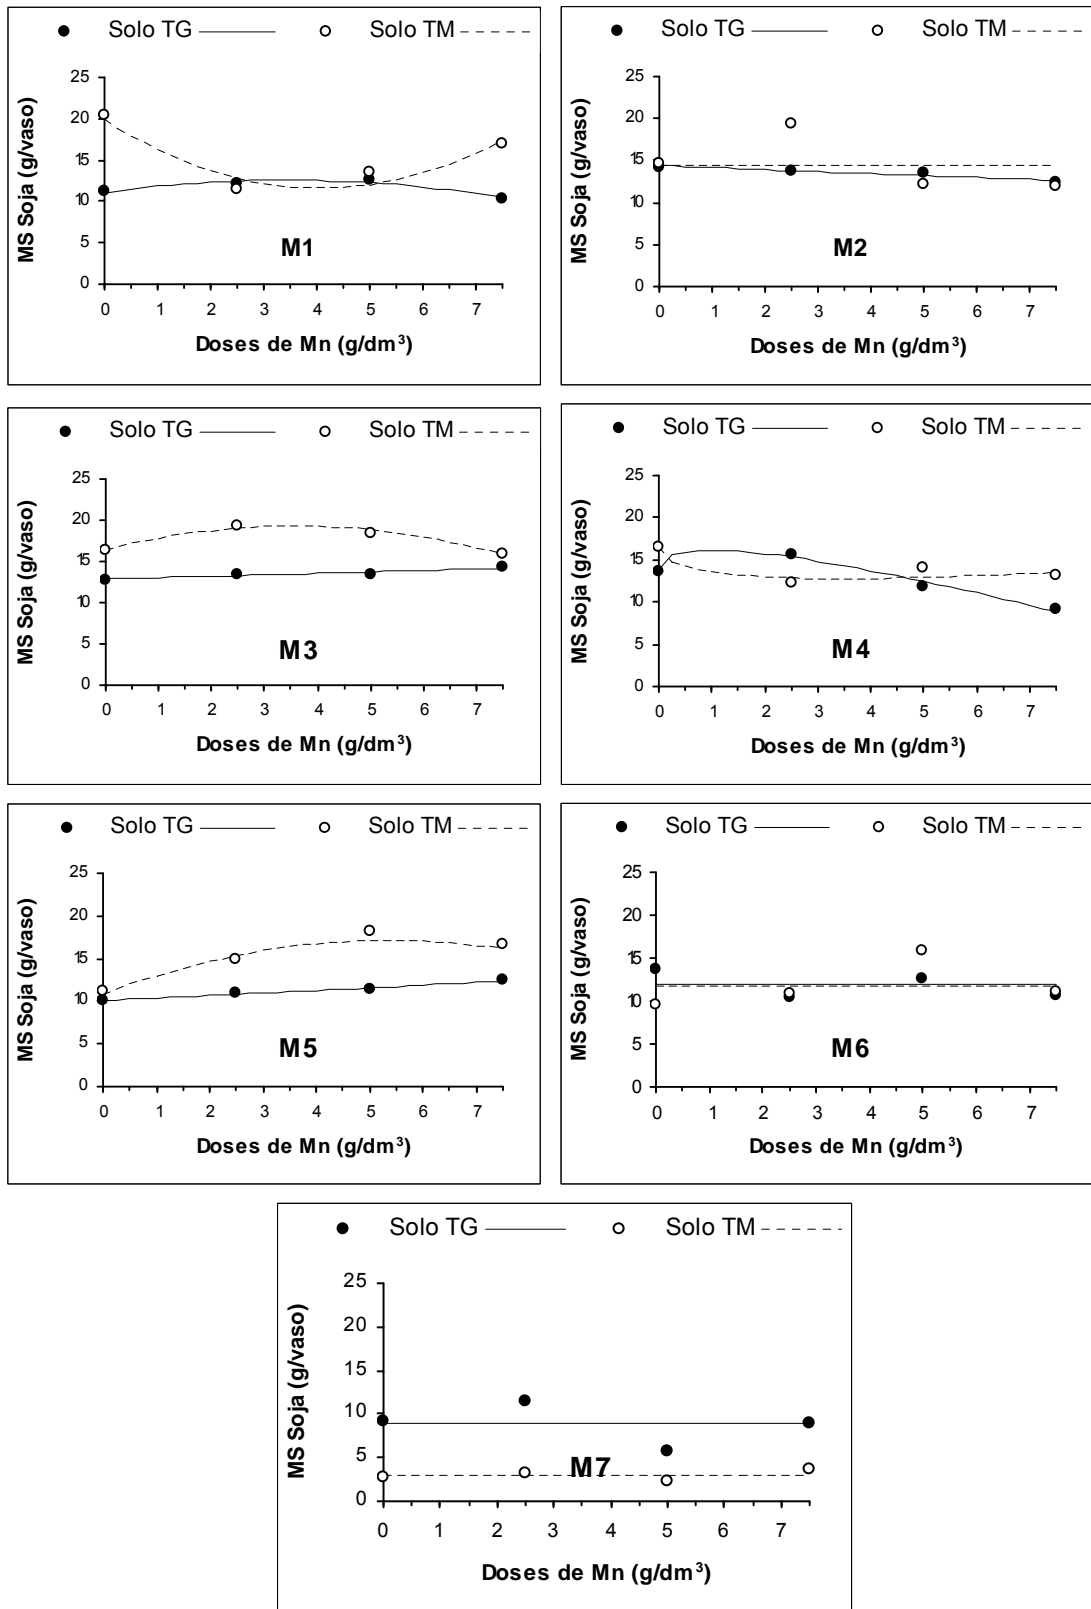 Solo TG Solo TM
MS Soja (g/vaso)
25
20
15
10
5
0
M1
0 1 2 3 4 5 6 7
Doses de Mn (g/dm³)
Solo TG Solo TM
MS Soja (g/vaso)
25
20
15
10
5
0
M2
0 1 2 3 4 5 6 7
Doses de Mn (g/dm³)
Solo TG Solo TM
MS Soja (g/vaso)
25
20
15
10
5
0
M3
0 1 2 3 4 5 6 7
Doses de Mn (g/dm³)
Solo TG Solo TM
MS Soja (g/vaso)
25
20
15
10
5
0
M4
0 1 2 3 4 5 6 7
Doses de Mn (g/dm³)
Solo TG Solo TM
MS Soja (g/vaso)
25
20
15
10
5
0
M5
0 1 2 3 4 5 6 7
Doses de Mn (g/dm³)
Solo TG Solo TM
MS Soja (g/vaso)
25
20
15
10
5
0
M6
0 1 2 3 4 5 6 7
Doses de Mn (g/dm³)
Solo TG Solo TM
MS Soja (g/vaso)
25
20
15
10
5
0
M7
0 1 2 3 4 5 6 7
Doses de Mn (g/dm³)